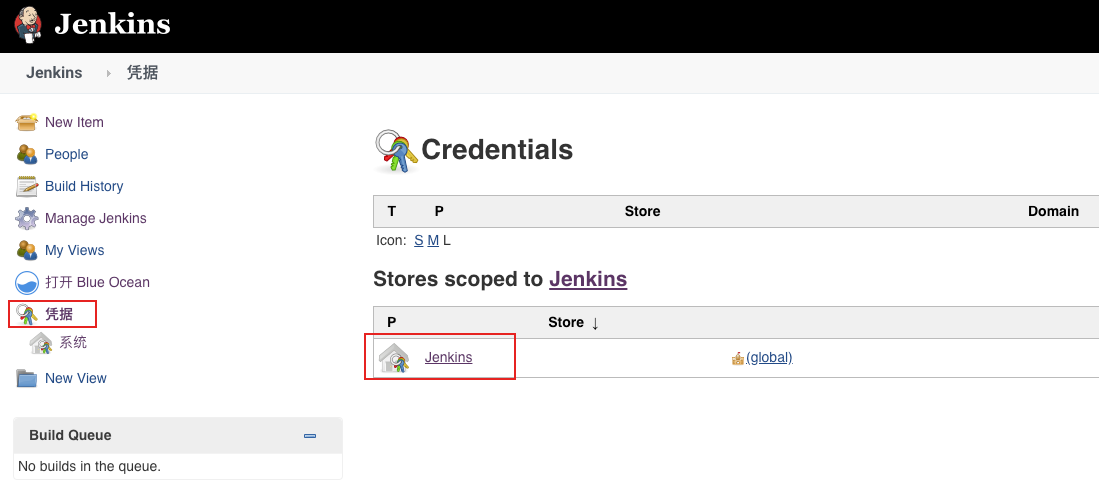 Jenkins
Jenkins 凭据
New Item
People
Build History
Manage Jenkins
My Views
打开 Blue Ocean
凭据
系统
New View
Build Queue
No builds in the queue.
Credentials
T P Store Domain
Icon: S M L
Stores scoped to Jenkins
P Store ↓
Jenkins (global)